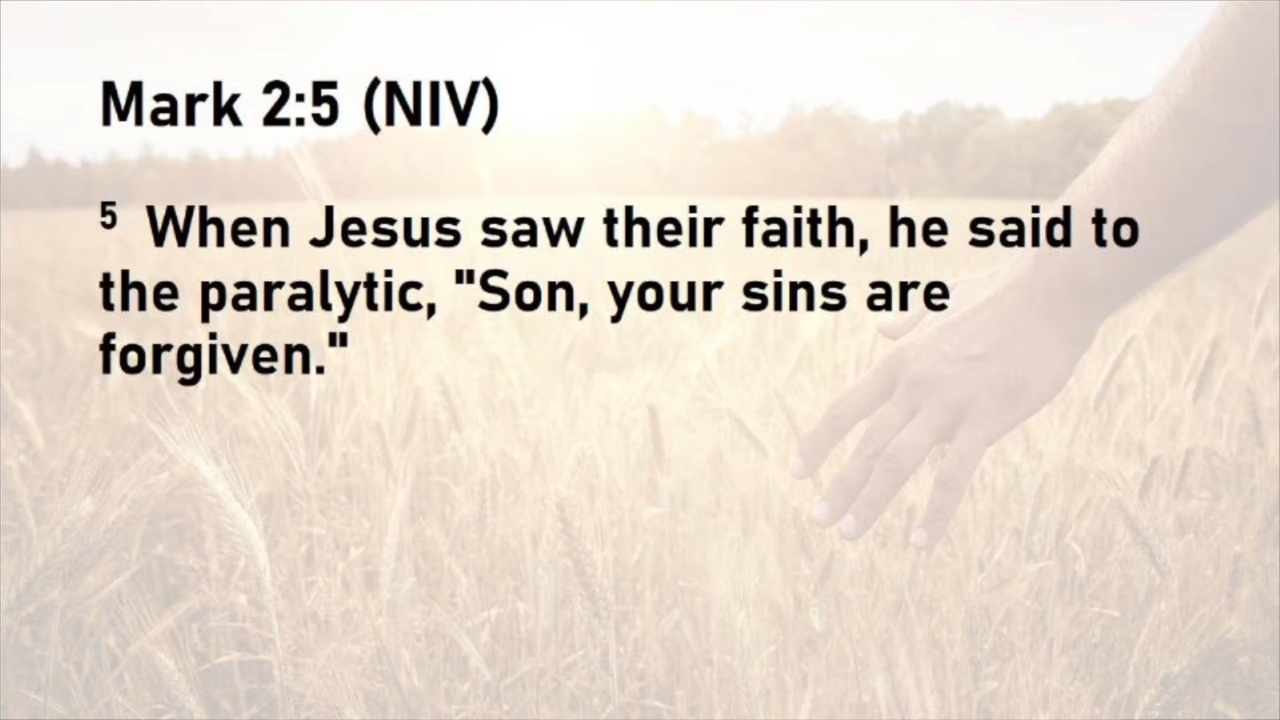 Mark 2:5 (NIV)
5 When Jesus saw their faith, he said to
the paralytic, "Son, your sins are
forgiven."